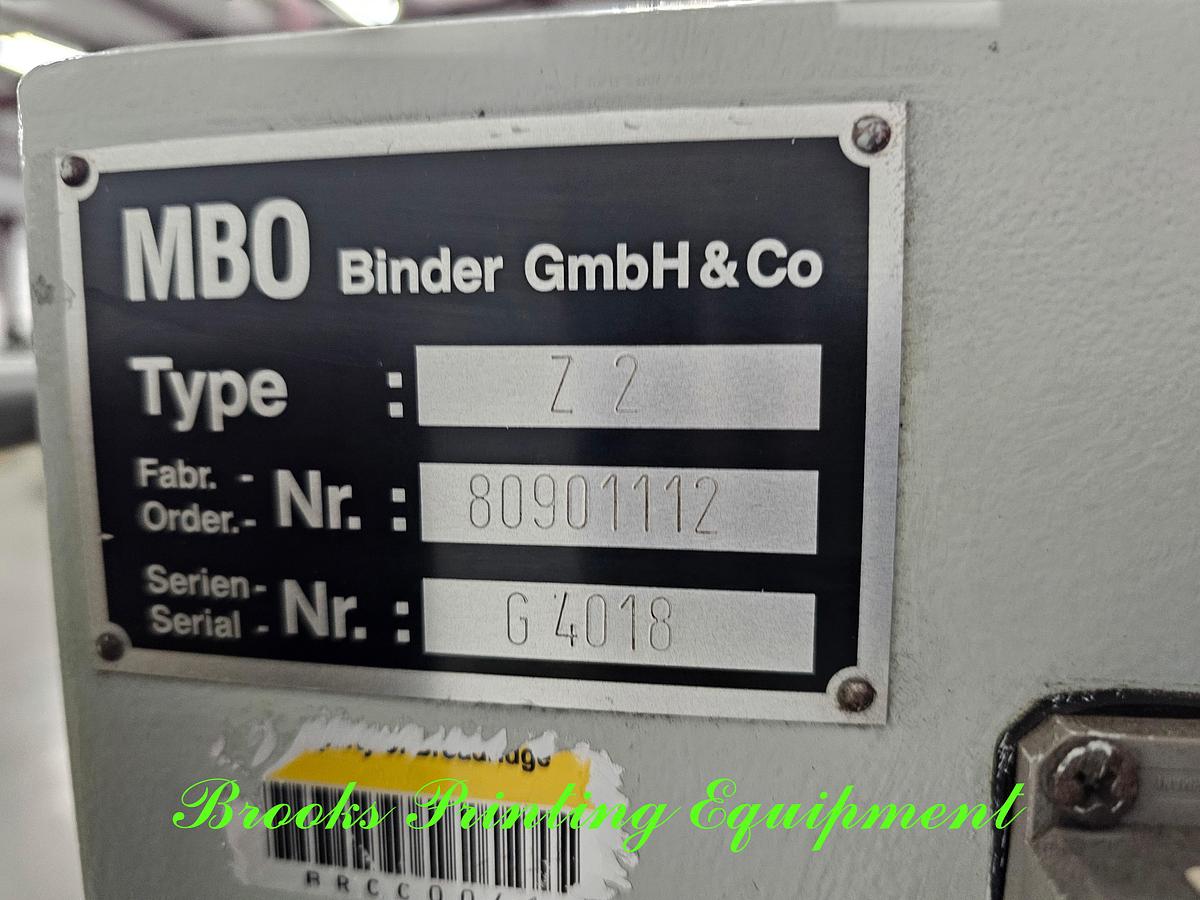 MBO Binder GmbH & Co
Type : Z 2
Fabr. -
Order.- Nr. : 80901112
Serien-
Serial - Nr. : G 4018
Brooks Printing Equipment